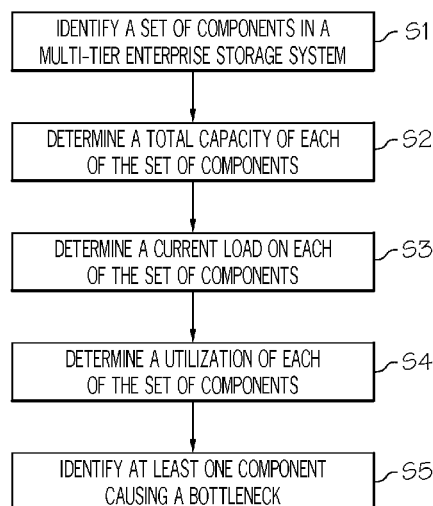 IDENTIFY A SET OF COMPONENTS IN A
MULTI-TIER ENTERPRISE STORAGE SYSTEM
S1
DETERMINE A TOTAL CAPACITY OF EACH
OF THE SET OF COMPONENTS
S2
DETERMINE A CURRENT LOAD ON EACH
OF THE SET OF COMPONENTS
S3
DETERMINE A UTILIZATION OF EACH
OF THE SET OF COMPONENTS
S4
IDENTIFY AT LEAST ONE COMPONENT
CAUSING A BOTTLENECK
S5